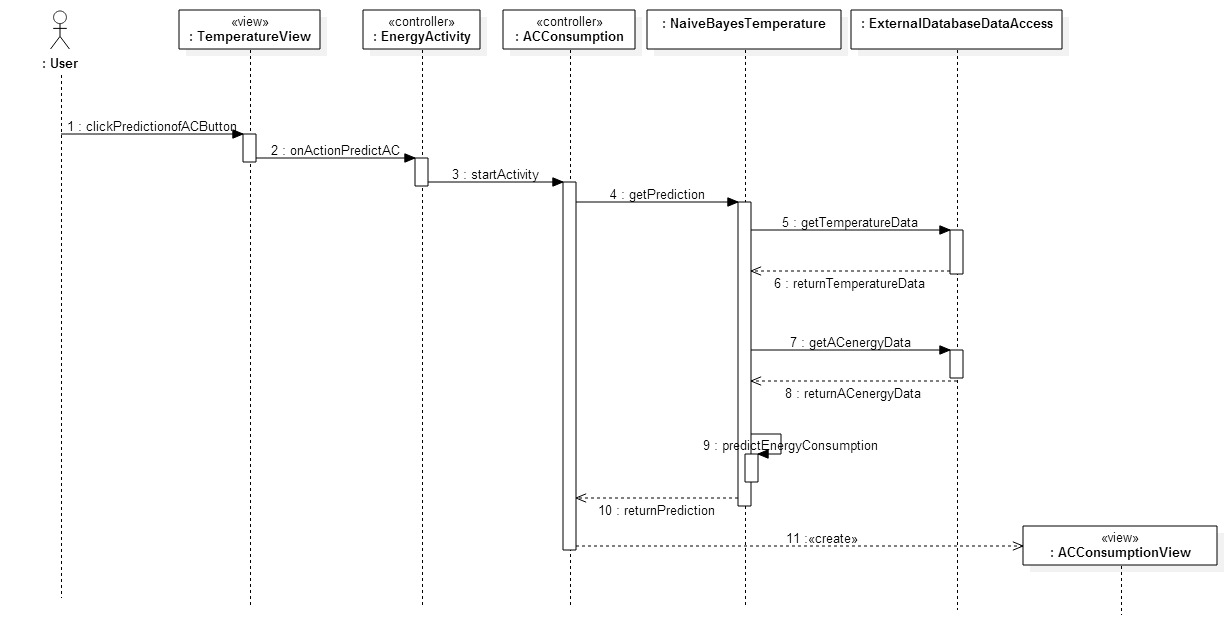 «view»
: TemperatureView
«controller»
: EnergyActivity
«controller»
: ACConsumption
: NaiveBayesTemperature
: ExternalDatabaseDataAccess
: User
1 : clickPredictionofACButton
2 : onActionPredictAC
3 : startActivity
4 : getPrediction
5 : getTemperatureData
6 : returnTemperatureData
7 : getACenergyData
8 : returnACenergyData
9 : predictEnergyConsumption
10 : returnPrediction
11 :«create»
«view»
: ACConsumptionView